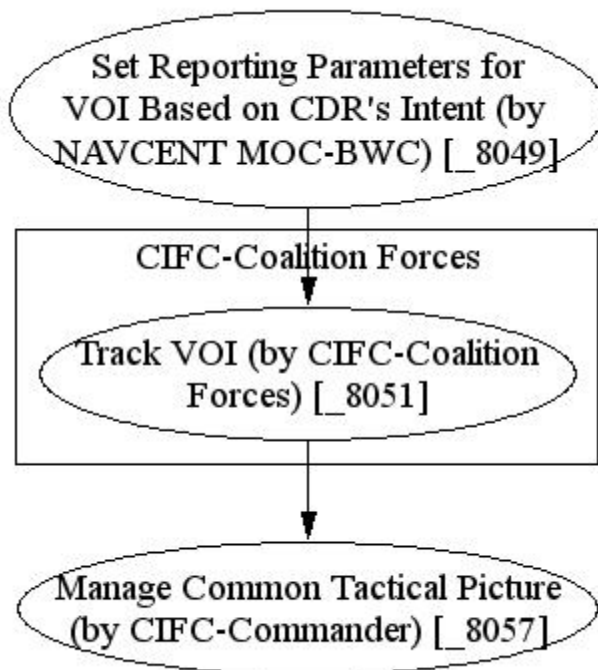 Set Reporting Parameters for
VOI Based on CDR's Intent (by
NAVCENT MOC-BWC) [_8049]
CIFC-Coalition Forces
Track VOI (by CIFC-Coalition
Forces) [_8051]
Manage Common Tactical Picture
(by CIFC-Commander) [_8057]